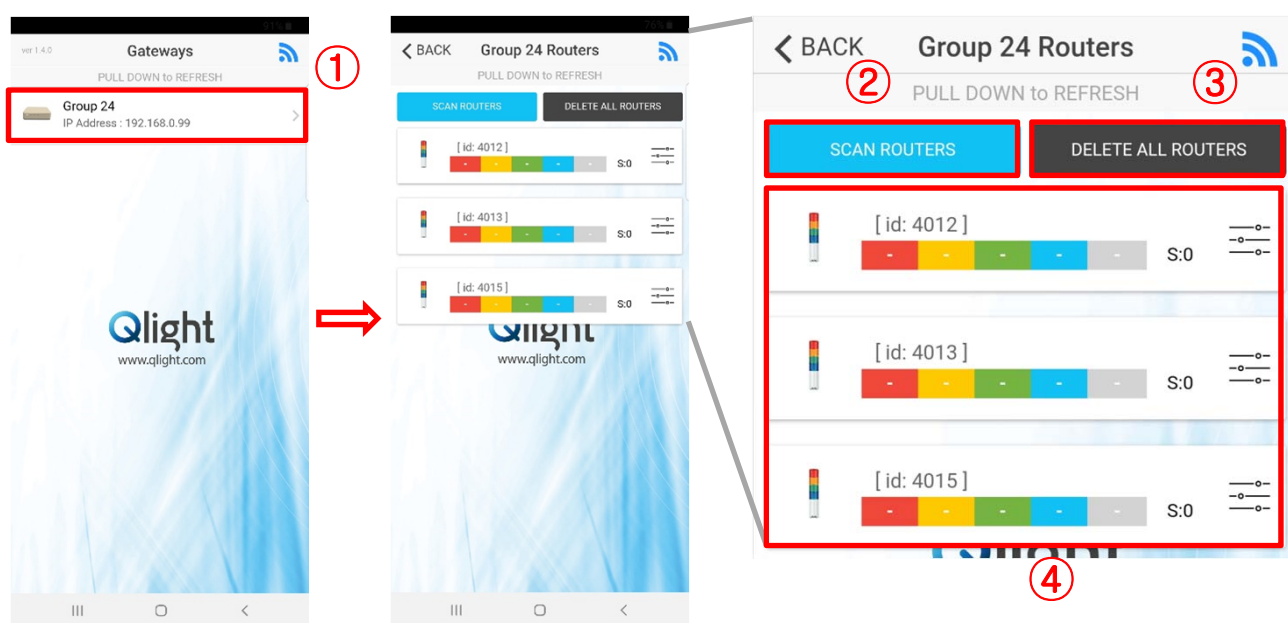 91%
ver 1.4.0
Gateways
PULL DOWN to REFRESH
Group 24
IP Address : 192.168.0.99
①
Qlight
www.qlight.com
76%
BACK
Group 24 Routers
PULL DOWN to REFRESH
SCAN ROUTERS
DELETE ALL ROUTERS
[ id: 4012 ]
- - - - - S:0
[ id: 4013 ]
- - - - - S:0
[ id: 4015 ]
- - - - - S:0
Qlight
www.qlight.com
BACK
Group 24 Routers
②
③
PULL DOWN to REFRESH
SCAN ROUTERS
DELETE ALL ROUTERS
[ id: 4012 ]
- - - - - S:0
[ id: 4013 ]
- - - - - S:0
[ id: 4015 ]
- - - - - S:0
Qlight
④